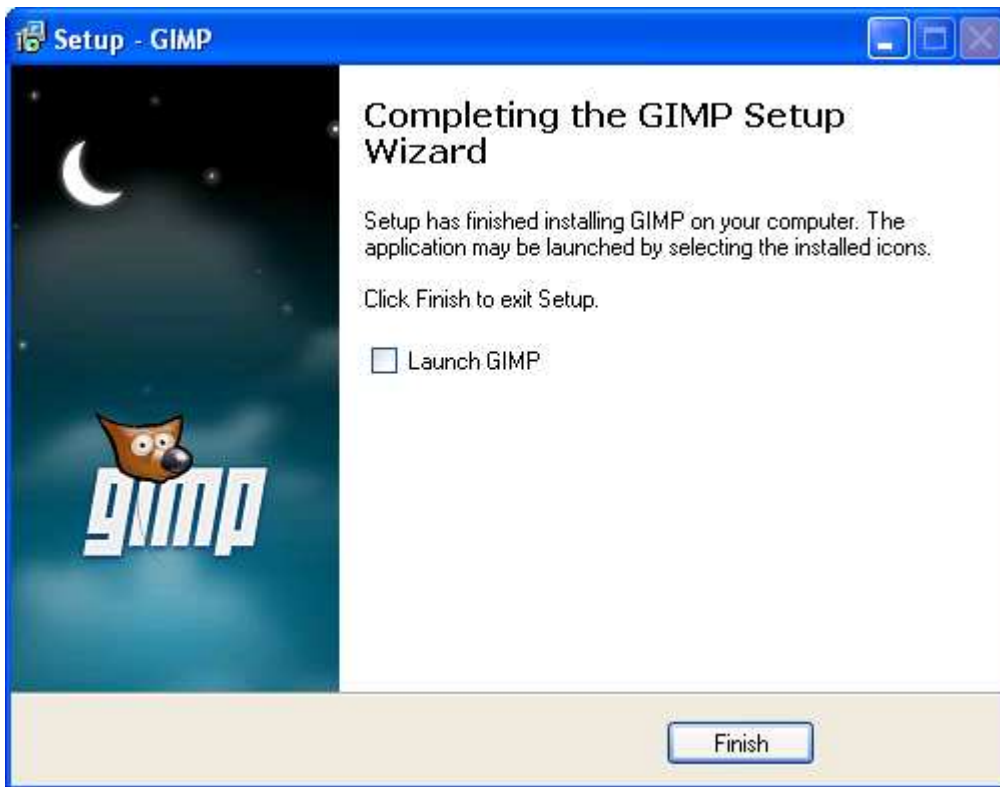 Setup - GIMP
Completing the GIMP Setup
Wizard
Setup has finished installing GIMP on your computer. The
application may be launched by selecting the installed icons.
Click Finish to exit Setup.
Launch GIMP
gimp
Finish